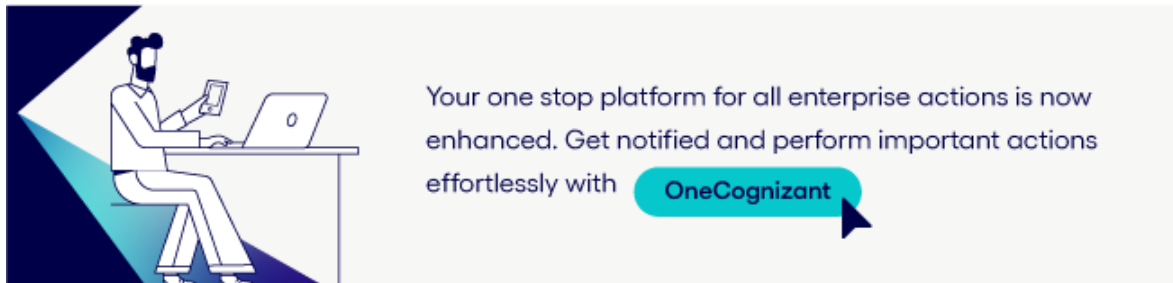 Your one stop platform for all enterprise actions is now
enhanced. Get notified and perform important actions
effortlessly with OneCognizant